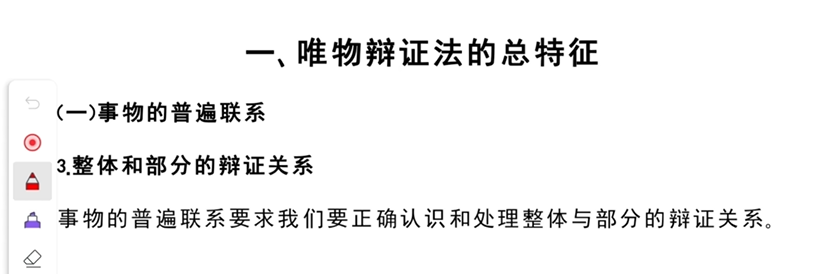 一、唯物辩证法的总特征
(一)事物的普遍联系
3.整体和部分的辩证关系
事物的普遍联系要求我们要正确认识和处理整体与部分的辩证关系。